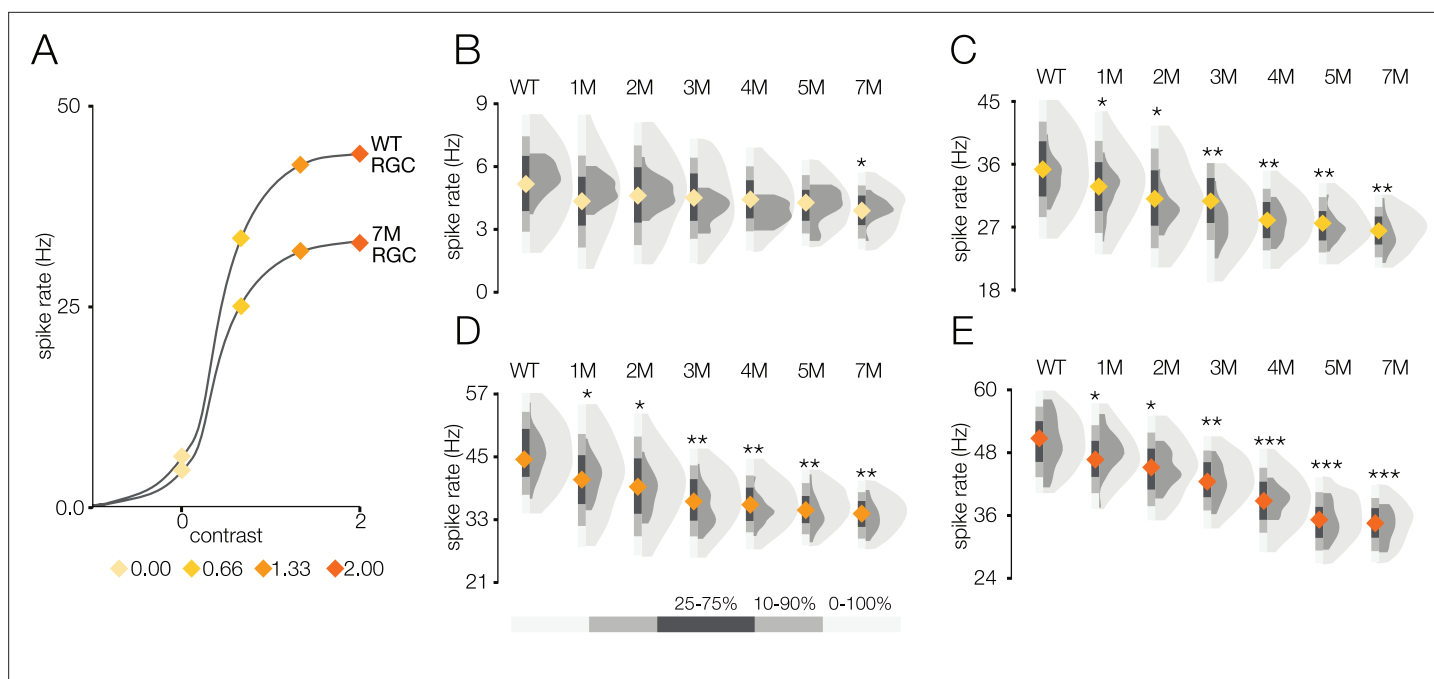 A
50
25
0.0
spike rate (Hz)
WT
RGC
7M
RGC
0
2
contrast
0.00 0.66 1.33 2.00
B
WT 1M 2M 3M 4M 5M 7M
9
6
3
0
spike rate (Hz)
*
C
WT 1M 2M 3M 4M 5M 7M
45
36
27
18
spike rate (Hz)
* * ** ** ** **
D
WT 1M 2M 3M 4M 5M 7M
57
45
33
21
spike rate (Hz)
* * ** ** ** **
25-75% 10-90% 0-100%
E
WT 1M 2M 3M 4M 5M 7M
60
48
36
24
spike rate (Hz)
* * ** *** *** ***